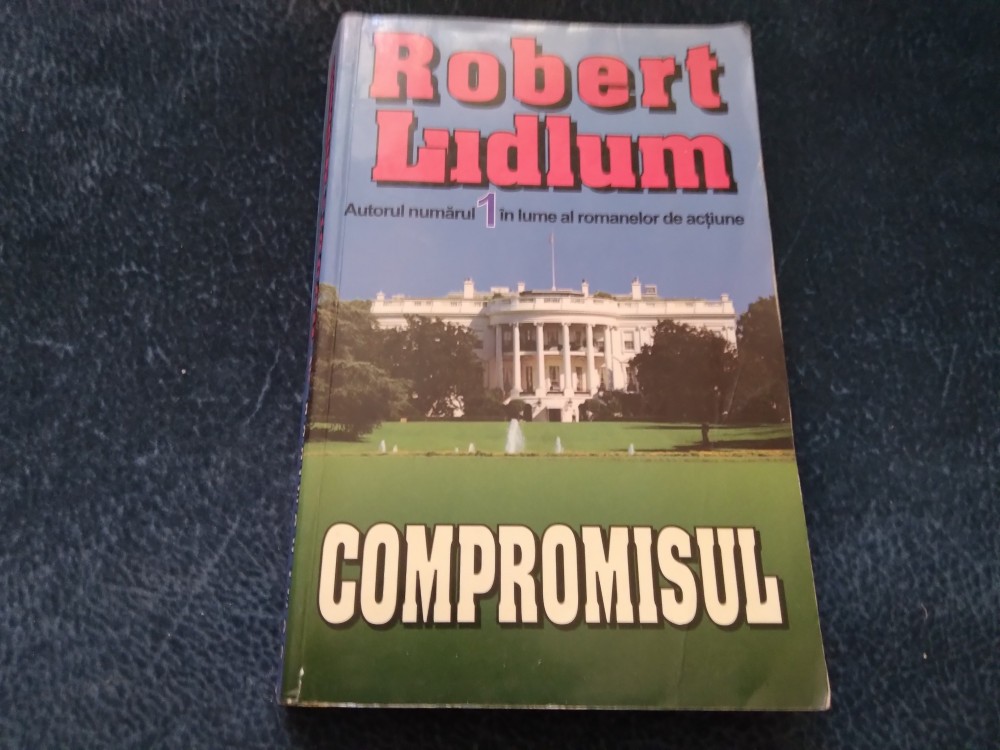 Robert
Ludlum
Autorul numărul 1 în lume al romanelor de acțiune
COMPROMISUL